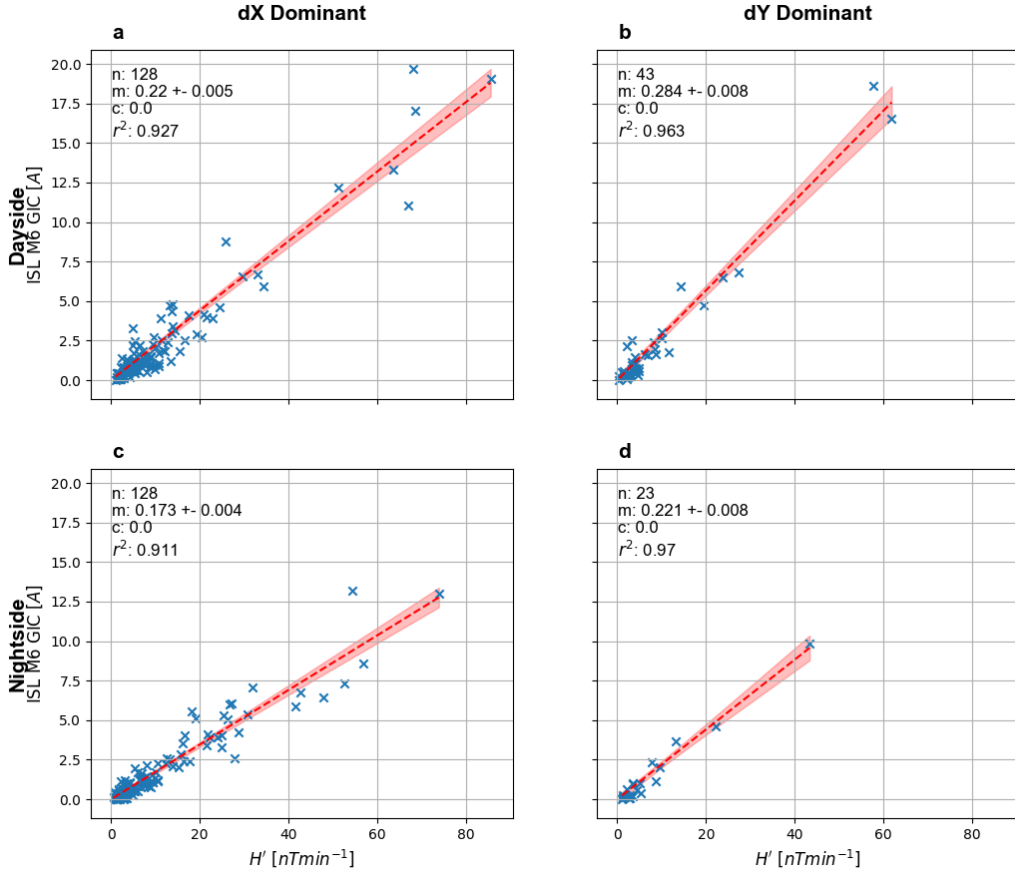 dX Dominant
dY Dominant
a
b
20.0
17.5
15.0
12.5
10.0
7.5
5.0
2.5
0.0
0
20
40
60
80
n: 128
m: 0.22 +- 0.005
c: 0.0
r²: 0.927
n: 43
m: 0.284 +- 0.008
c: 0.0
r²: 0.963
Dayside
ISL M6 GIC [A]
c
d
20.0
17.5
15.0
12.5
10.0
7.5
5.0
2.5
0.0
n: 128
m: 0.173 +- 0.004
c: 0.0
r²: 0.911
n: 23
m: 0.221 +- 0.008
c: 0.0
r²: 0.97
Nightside
ISL M6 GIC [A]
0 20 40 60 80
0 20 40 60 80
H′ [nTmin⁻¹]
H′ [nTmin⁻¹]